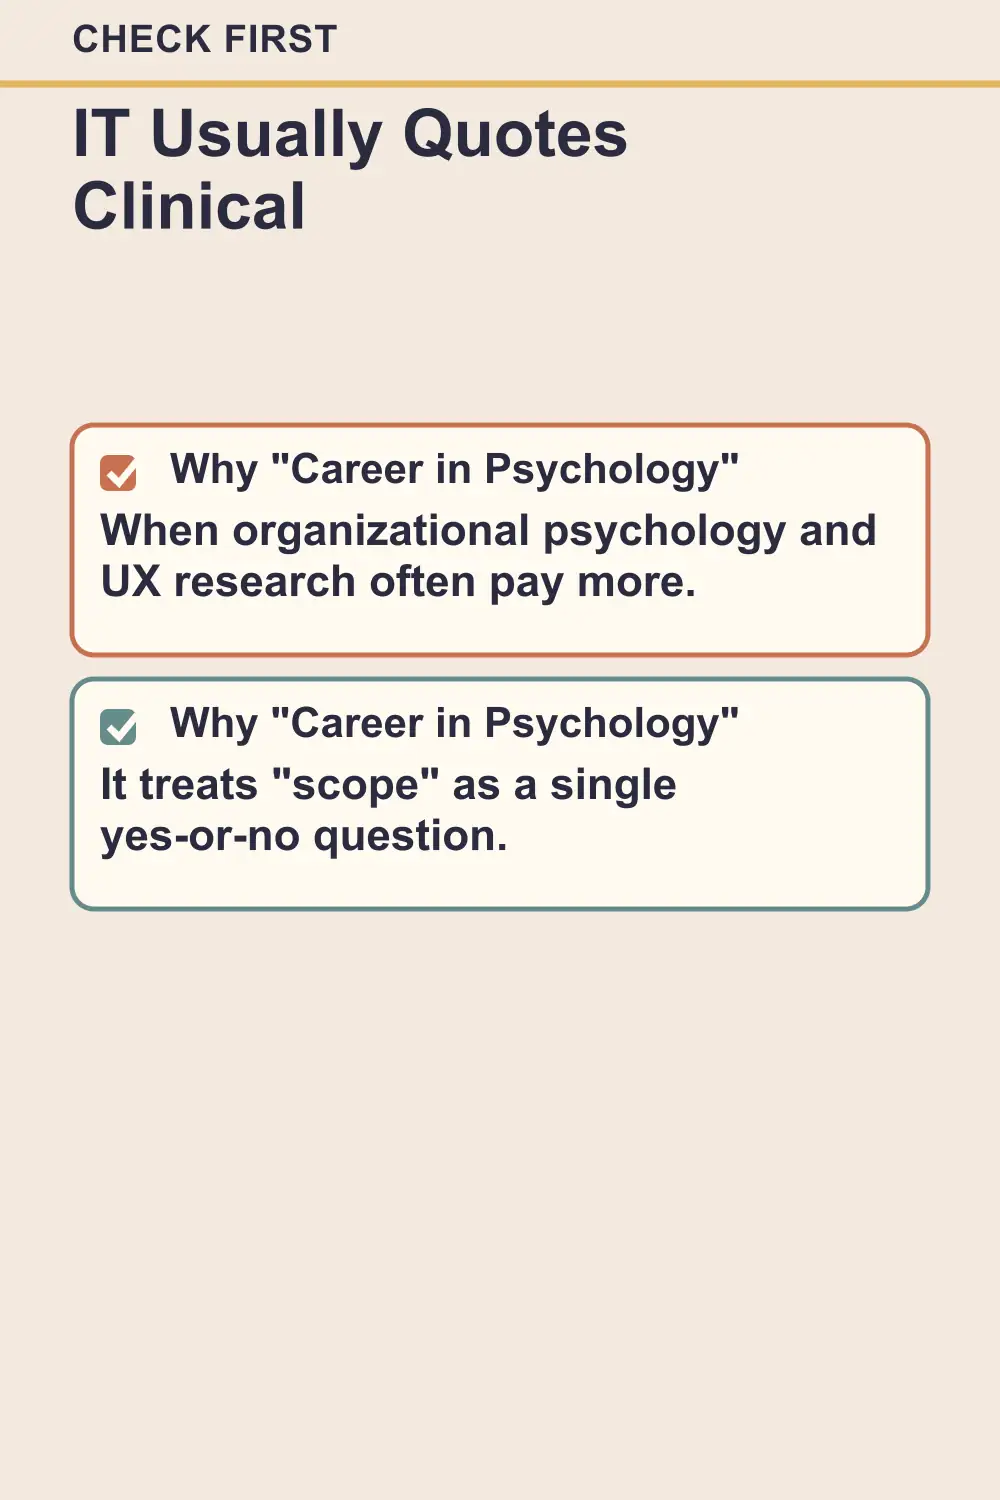 CHECK FIRST
IT Usually Quotes
Clinical
Why "Career in Psychology"
When organizational psychology and
UX research often pay more.
Why "Career in Psychology"
It treats "scope" as a single
yes-or-no question.